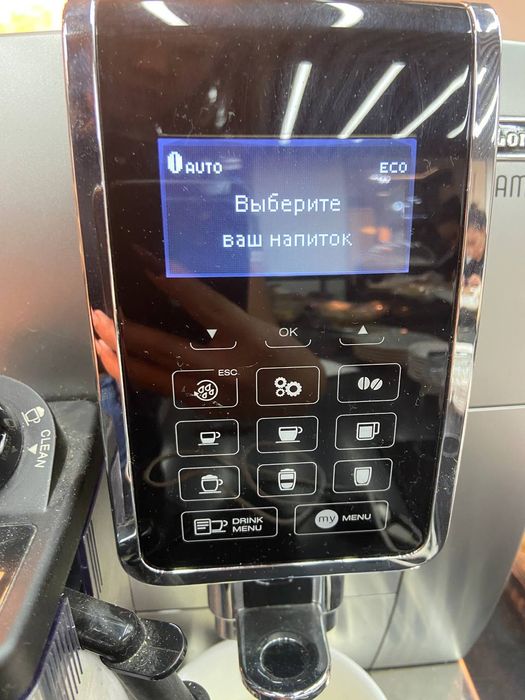 AUTO ECO
Выберите
ваш напиток
OK
ESC
CLEAN
DRINK
MENU
my MENU